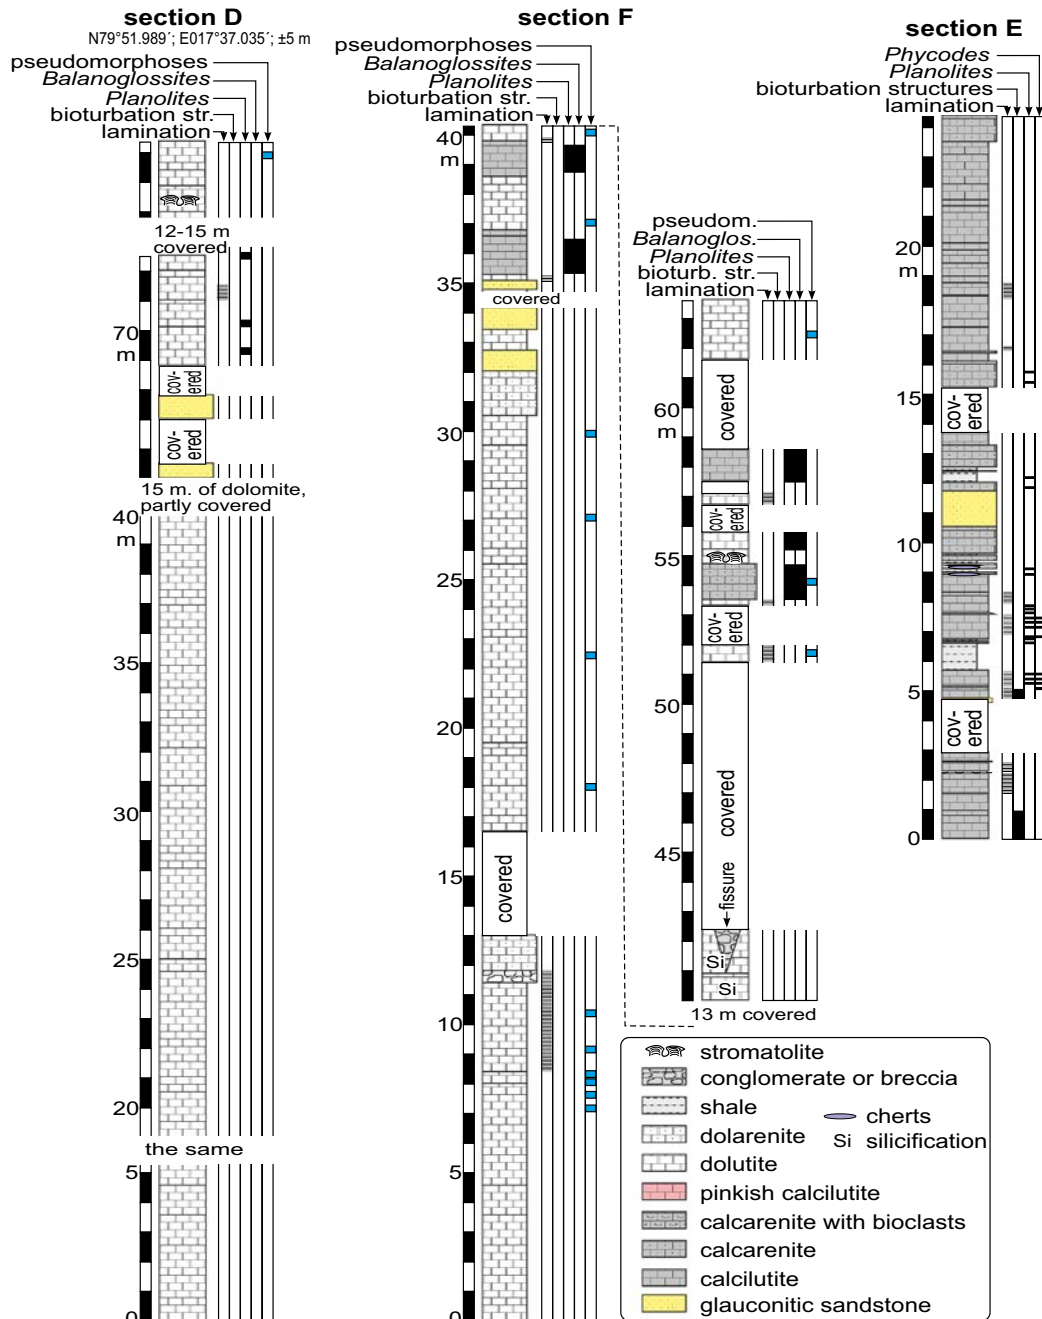 section D
N79°51.989´; E017°37.035´; ±5 m
pseudomorphoses
Balanoglossites
Planolites
bioturbation str.
lamination
12-15 m
covered
70
m
cov-
ered
cov-
ered
15 m. of dolomite,
partly covered
40
m
35
30
25
20
the same
5
0
section F
pseudomorphoses
Balanoglossites
Planolites
bioturbation str.
lamination
40
m
35
covered
30
25
20
15
covered
10
5
0
pseudom.
Balanoglos.
Planolites
bioturb. str.
lamination
60
m
covered
cov-
ered
55
cov-
ered
50
covered
45
fissure
Si
Si
13 m covered
section E
Phycodes
Planolites
bioturbation structures
lamination
20
m
15
cov-
ered
10
5
cov-
ered
0
stromatolite
conglomerate or breccia
shale
dolarenite
dolutite
pinkish calcilutite
calcarenite with bioclasts
calcarenite
calcilutite
glauconitic sandstone
cherts
Si silicification